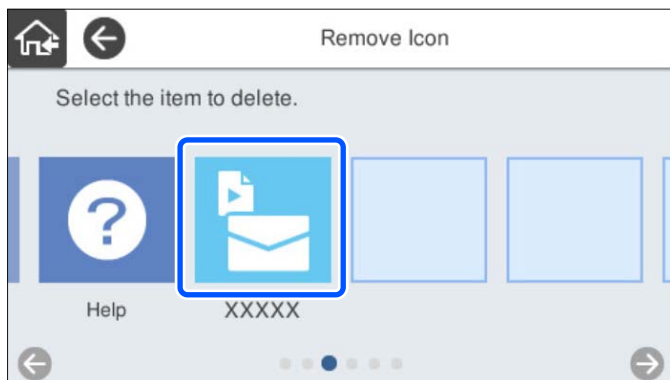 Remove Icon
Select the item to delete.
?
Help
XXXXX